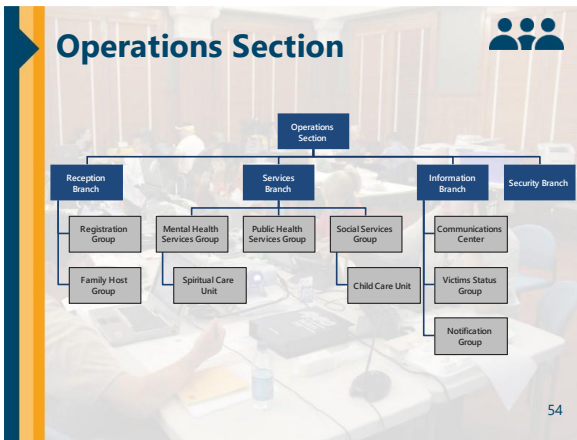 Operations Section
Operations
Section
Reception
Branch
Services
Branch
Information
Branch
Security Branch
Registration
Group
Mental Health
Services Group
Public Health
Services Group
Social Services
Group
Communications
Center
Family Host
Group
Spiritual Care
Unit
Child Care Unit
Victims Status
Group
Notification
Group
54